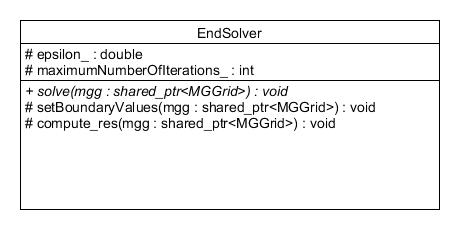 EndSolver
# epsilon_ : double
# maximumNumberOfIterations_ : int
+ solve(mgg : shared_ptr<MGGrid>) : void
# setBoundaryValues(mgg : shared_ptr<MGGrid>) : void
# compute_res(mgg : shared_ptr<MGGrid>) : void